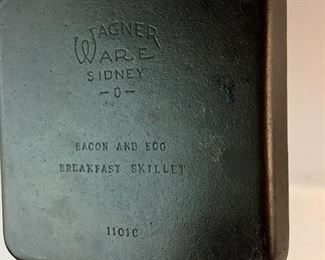 WAGNER
WARE
SIDNEY
-O-
BACON AND EGG
BREAKFAST SKILLET
1101C